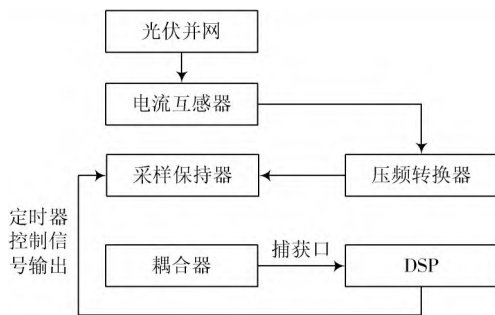 光伏并网
电流互感器
采样保持器
压频转换器
定时器
控制信
号输出
耦合器
捕获口
DSP